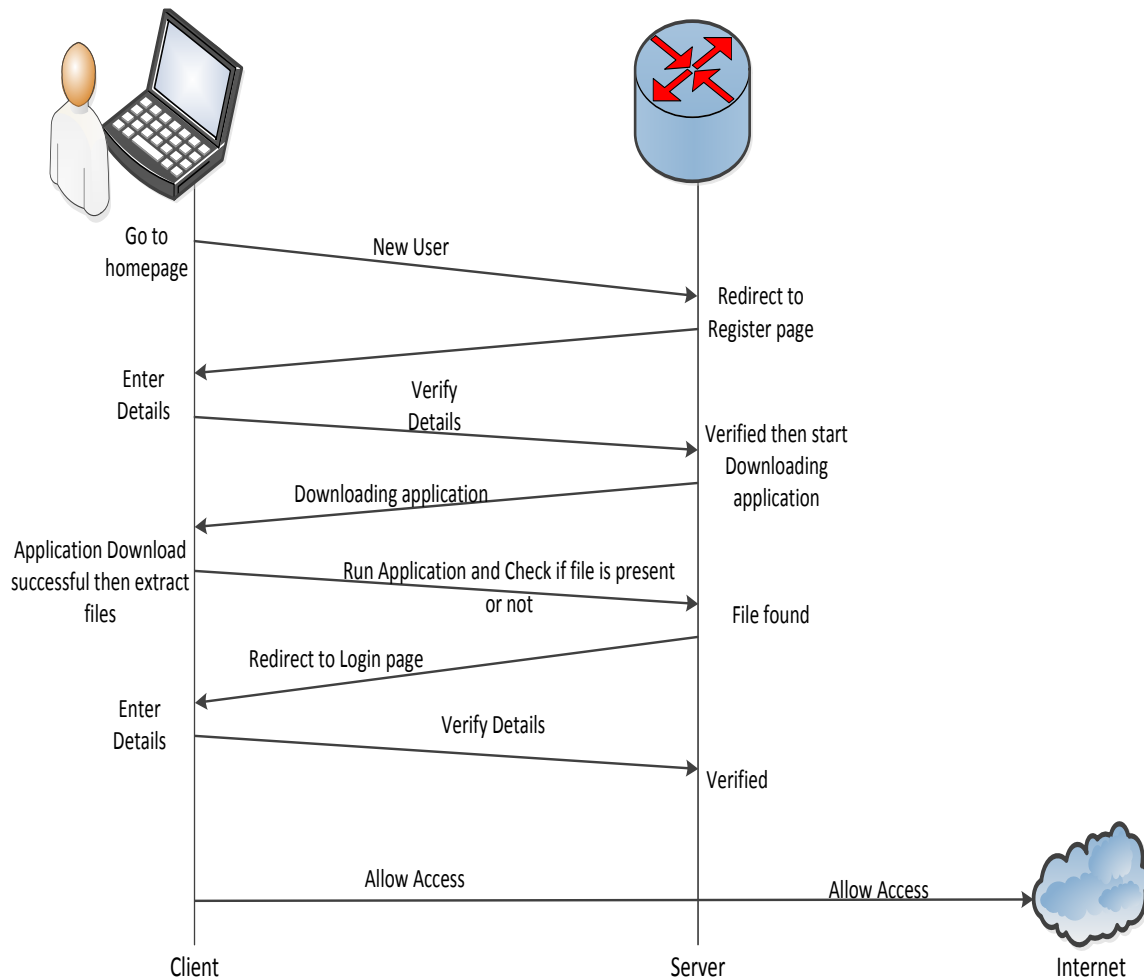 Go to
homepage
New User
Redirect to
Register page
Enter
Details
Verify
Details
Verified then start
Downloading
application
Downloading application
Application Download
successful then extract
files
Run Application and Check if file is present
or not
File found
Redirect to Login page
Enter
Details
Verify Details
Verified
Allow Access
Allow Access
Client
Server
Internet